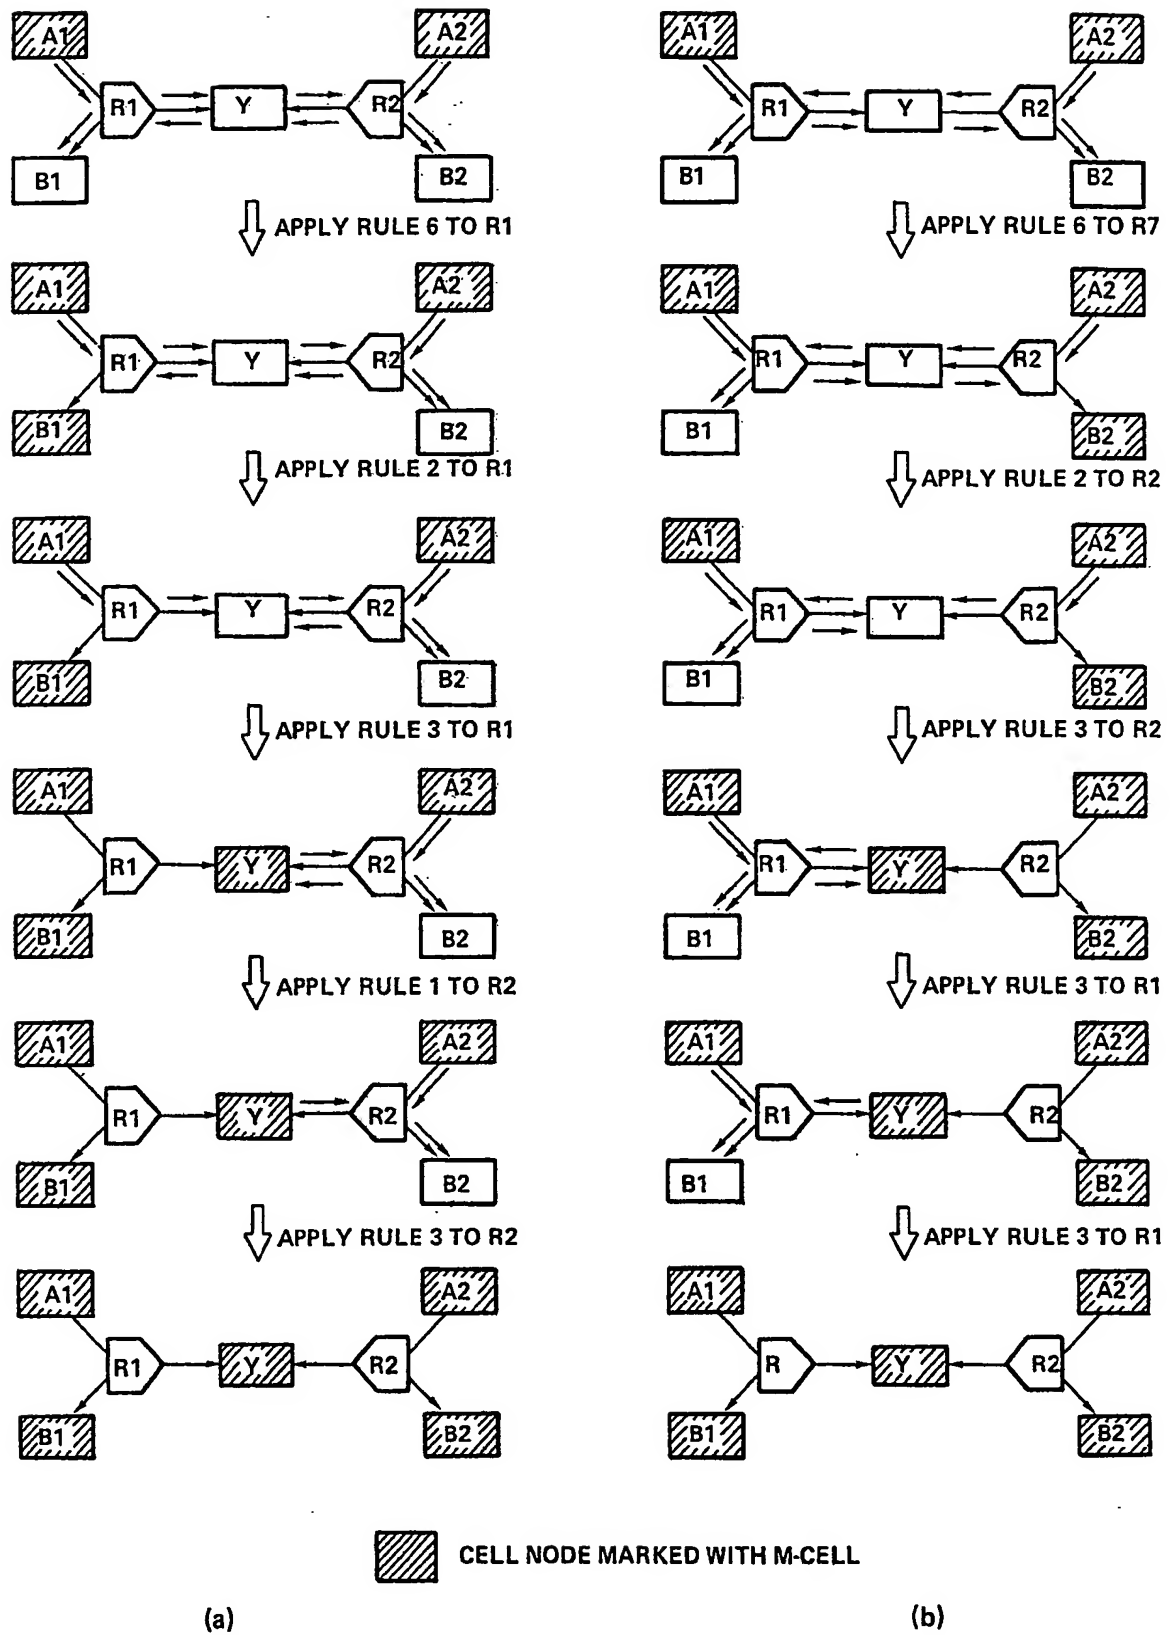 A1
A2
R1
Y
R2
B1
B2
APPLY RULE 6 TO R1
A1
A2
R1
Y
R2
B1
B2
APPLY RULE 2 TO R1
A1
A2
R1
Y
R2
B1
B2
APPLY RULE 3 TO R1
A1
A2
R1
Y
R2
B1
B2
APPLY RULE 1 TO R2
A1
A2
R1
Y
R2
B1
B2
APPLY RULE 3 TO R2
A1
A2
R1
Y
R2
B1
B2
A1
A2
R1
Y
R2
B1
B2
APPLY RULE 6 TO R7
A1
A2
R1
Y
R2
B1
B2
APPLY RULE 2 TO R2
A1
A2
R1
Y
R2
B1
B2
APPLY RULE 3 TO R2
A1
A2
R1
Y
R2
B1
B2
APPLY RULE 3 TO R1
A1
A2
R1
Y
R2
B1
B2
APPLY RULE 3 TO R1
A1
A2
R
Y
R2
B1
B2
CELL NODE MARKED WITH M-CELL
(a)
(b)